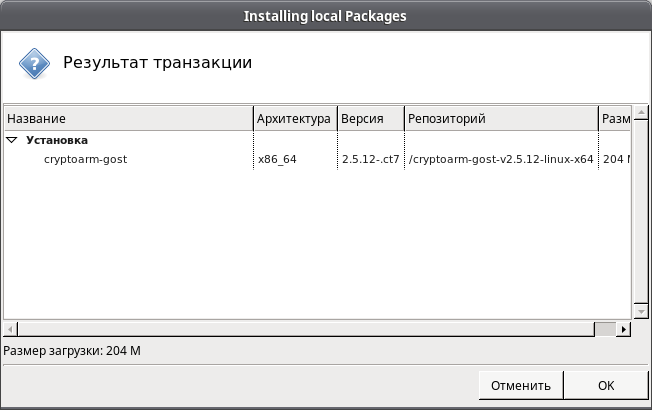 Installing local Packages
Результат транзакции
Название Архитектура Версия Репозиторий Разм
Установка
cryptoarm-gost x86_64 2.5.12-.ct7 /cryptoarm-gost-v2.5.12-linux-x64 204 M
Размер загрузки: 204 M
Отменить OK